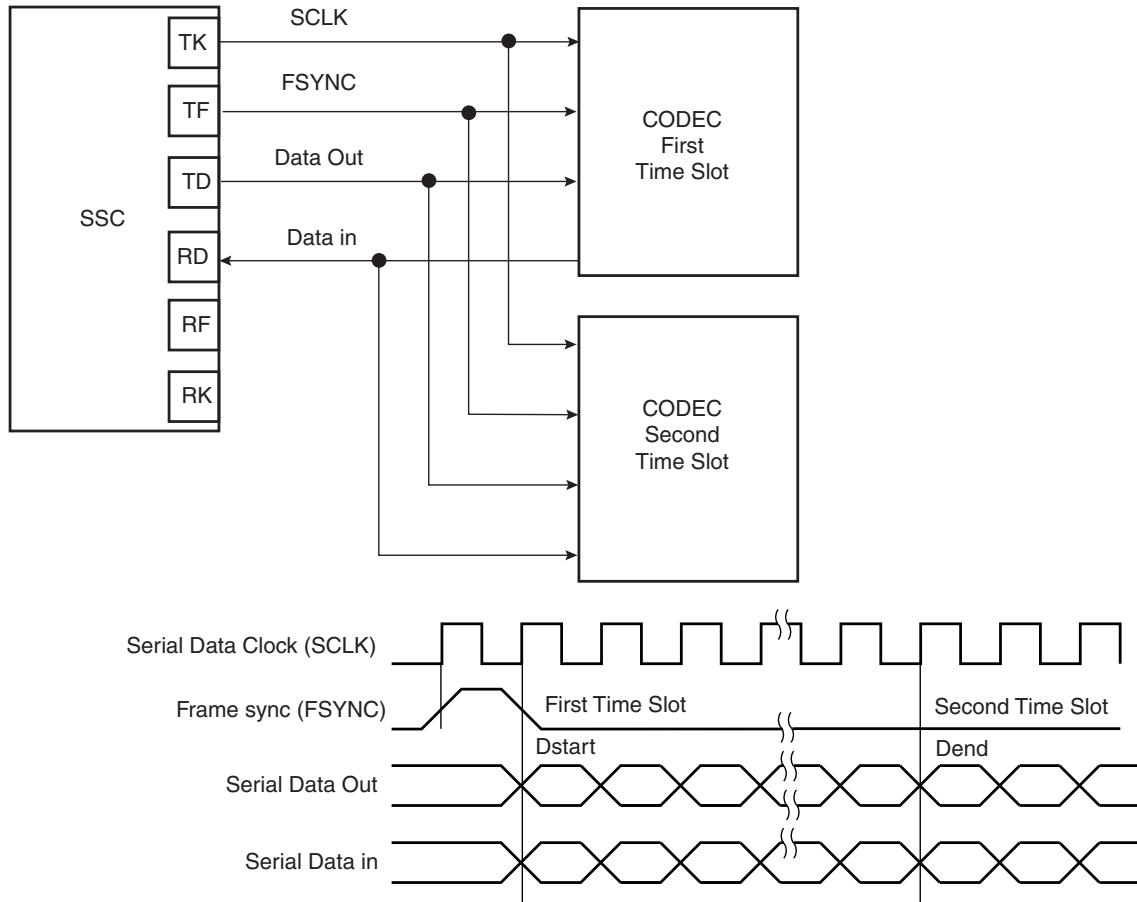 SCLK
TK
FSYNC
TF
CODEC
First
Time Slot
Data Out
TD
SSC
Data in
RD
RF
RK
CODEC
Second
Time Slot
Serial Data Clock (SCLK)
Frame sync (FSYNC)
First Time Slot
Second Time Slot
Dstart
Dend
Serial Data Out
Serial Data in